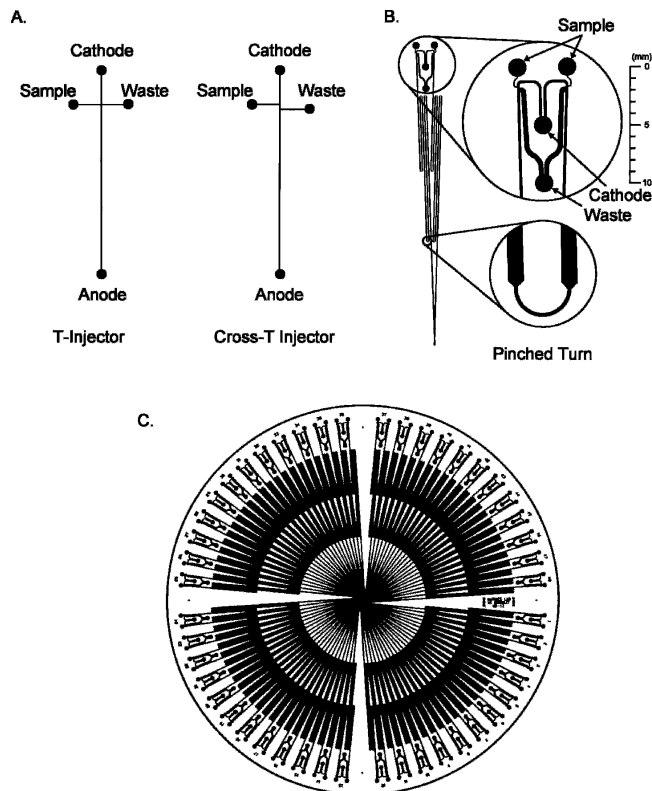 A.
Cathode
Sample
Waste
Anode
T-Injector
Cathode
Sample
Waste
Anode
Cross-T Injector
B.
Sample
(mm)
0
5
10
Cathode
Waste
Pinched Turn
C.